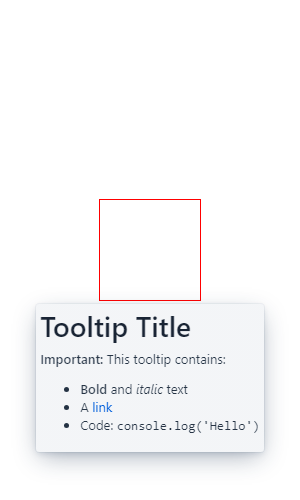 Tooltip Title
Important: This tooltip contains:
Bold and italic text
A link
Code: console.log('Hello')